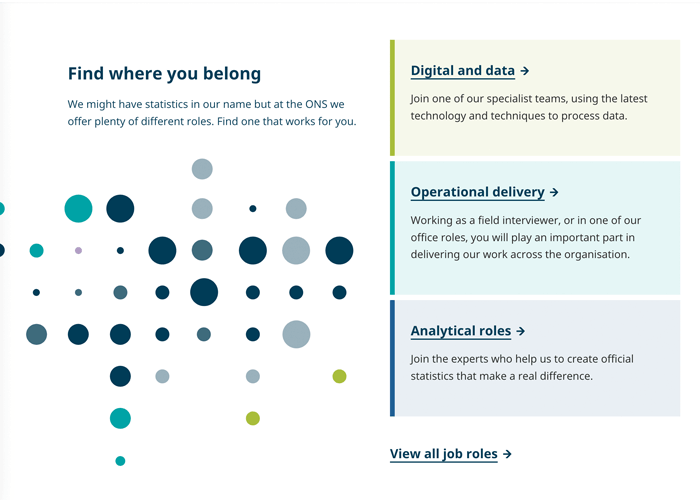 Find where you belong
We might have statistics in our name but at the ONS we
offer plenty of different roles. Find one that works for you.
Digital and data →
Join one of our specialist teams, using the latest
technology and techniques to process data.
Operational delivery →
Working as a field interviewer, or in one of our
office roles, you will play an important part in
delivering our work across the organisation.
Analytical roles →
Join the experts who help us to create official
statistics that make a real difference.
View all job roles →